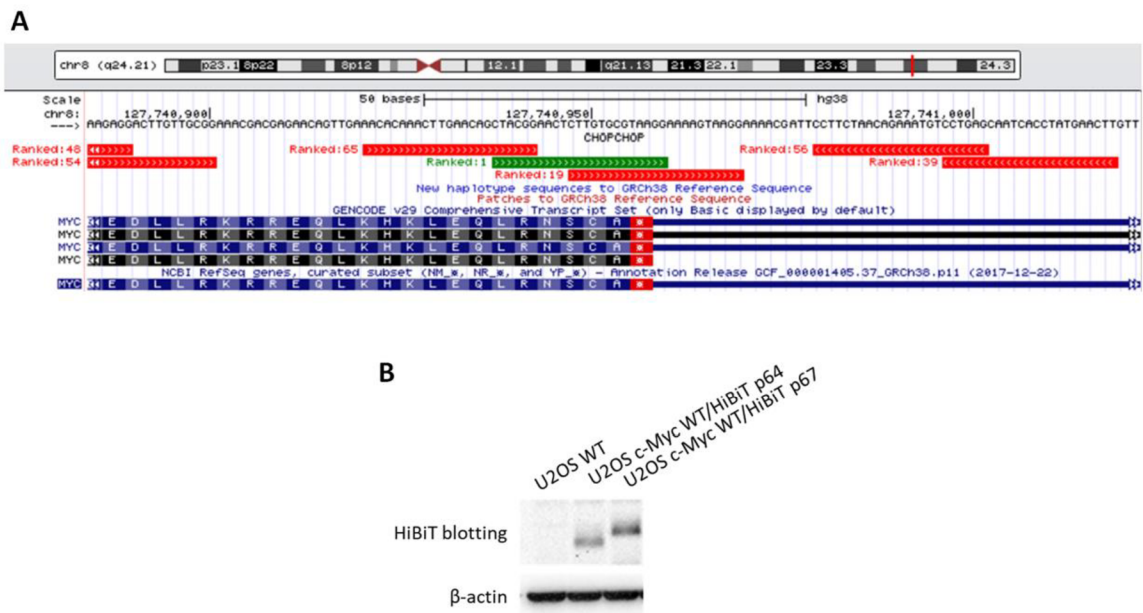 A
chr8 (q24.21) p23.1 8p22 8p12 12.1 q21.13 21.3 22.1 23.3 24.3
Scale 50 bases hg38
chr8: 127,740,900 127,740,950 127,741,000
---> AAGAGGACTTGTTGCGGAAACGACGAGAACAGTTGAAACACAAACTTGAACAGCTACGGAACTCTTGTGCGTAAGGAAAAGTAAGGAAAACGATTCCTTCTAACAGAAATGTCCTGAGCAATCACCTATGAACTTGTT
CHOPCHOP
Ranked:48 Ranked:65 Ranked:56
Ranked:54 Ranked:1 Ranked:39
Ranked:19
New haplotype sequences to GRCh38 Reference Sequence
Patches to GRCh38 Reference Sequence
GENCODE v29 Comprehensive Transcript Set (only Basic displayed by default)
MYC E D L L R K R R E Q L K H K L E Q L R N S C A *
MYC E D L L R K R R E Q L K H K L E Q L R N S C A *
MYC E D L L R K R R E Q L K H K L E Q L R N S C A *
MYC E D L L R K R R E Q L K H K L E Q L R N S C A *
NCBI RefSeq genes, curated subset (NM_*, NR_*, and YP_*) - Annotation Release GCF_000001405.37_GRCh38.p11 (2017-12-22)
MYC E D L L R K R R E Q L K H K L E Q L R N S C A *
B
U2OS WT
U2OS c-Myc WT/HiBiT p64
U2OS c-Myc WT/HiBiT p67
HiBiT blotting
β-actin